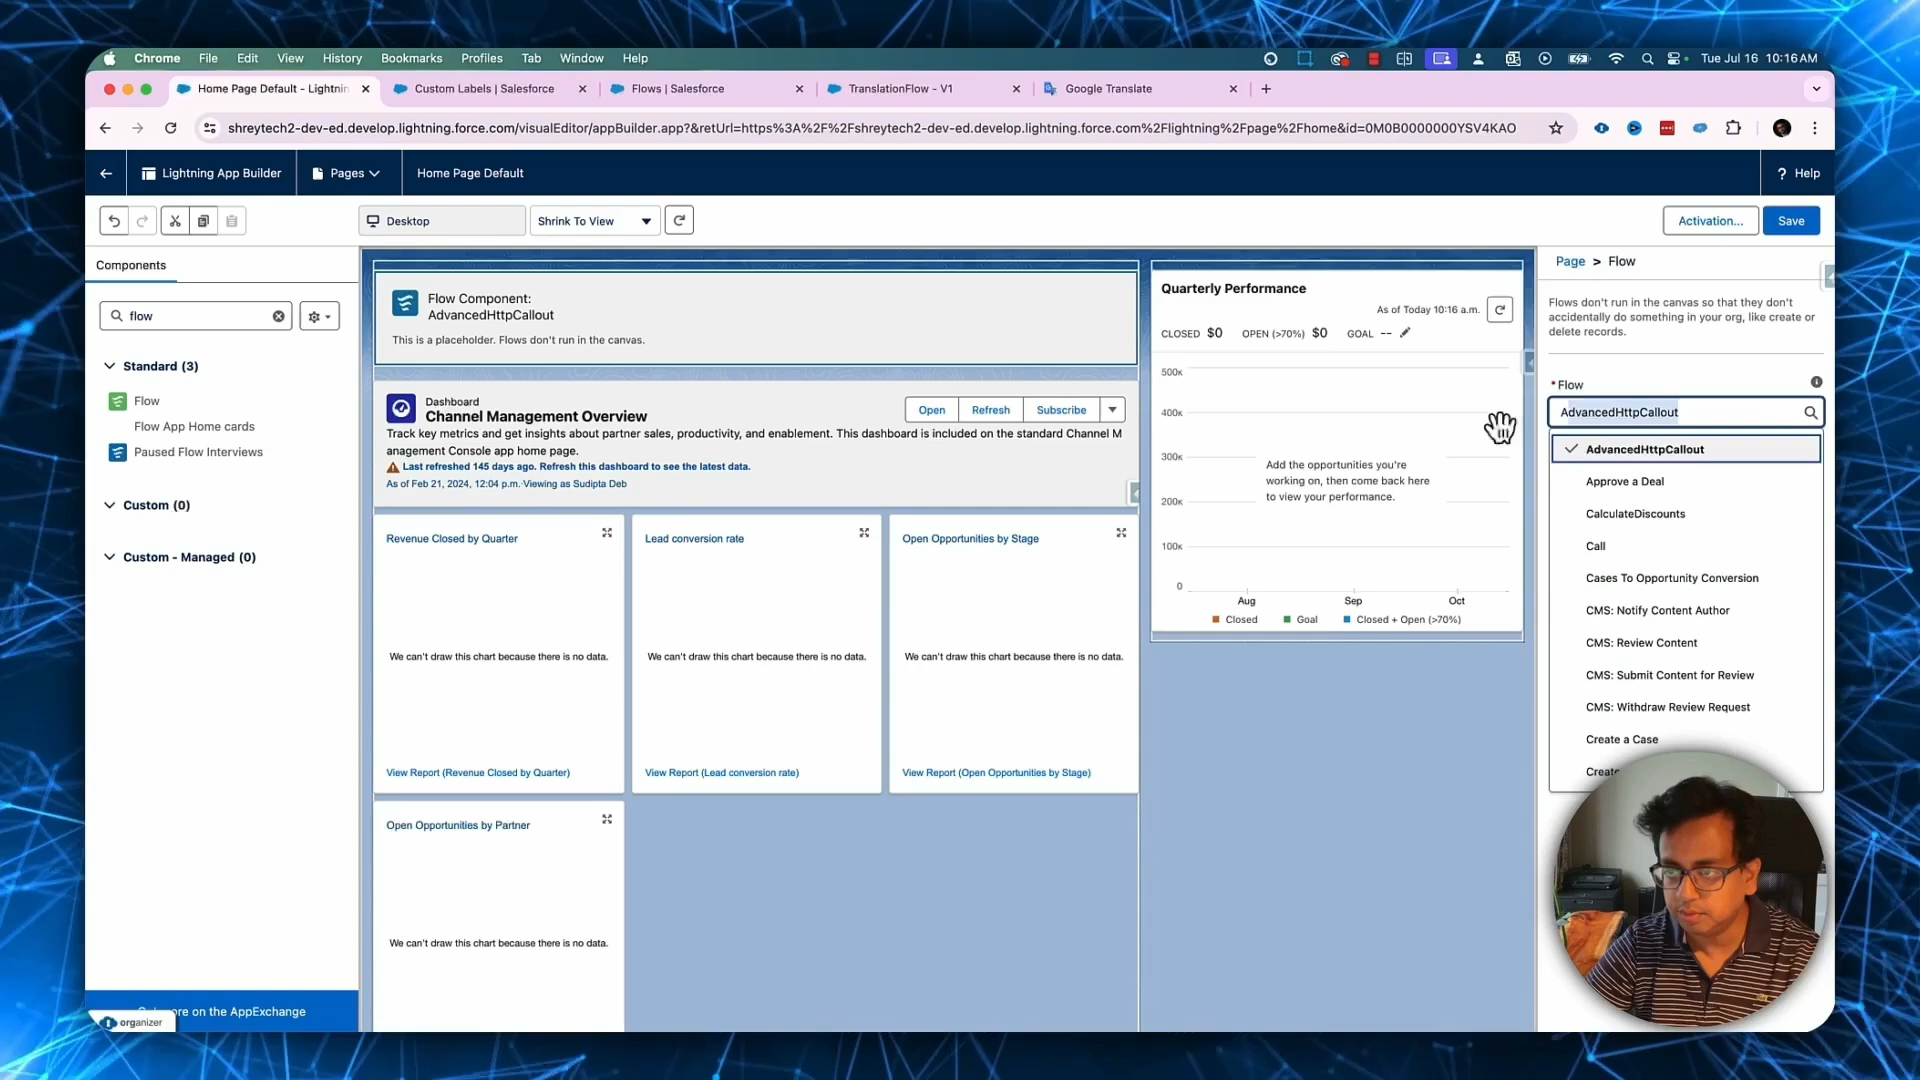 Chrome File Edit View History Bookmarks Profiles Tab Window Help
Tue Jul 16 10:16 AM
Home Page Default - Lightnin
Custom Labels | Salesforce
Flows | Salesforce
TranslationFlow - V1
Google Translate
shreytech2-dev-ed.develop.lightning.force.com/visualEditor/appBuilder.app?&retUrl=https%3A%2F%2Fshreytech2-dev-ed.develop.lightning.force.com%2Flightning%2Fpage%2Fhome&id=0M0B0000000YSV4KAO
Lightning App Builder
Pages
Home Page Default
? Help
Desktop
Shrink To View
Activation...
Save
Components
flow
Standard (3)
Flow
Flow App Home cards
Paused Flow Interviews
Custom (0)
Custom - Managed (0)
re on the AppExchange
organizer
Flow Component:
AdvancedHttpCallout
This is a placeholder. Flows don't run in the canvas.
Dashboard
Channel Management Overview
Open
Refresh
Subscribe
Track key metrics and get insights about partner sales, productivity, and enablement. This dashboard is included on the standard Channel M
anagement Console app home page.
Last refreshed 145 days ago. Refresh this dashboard to see the latest data.
As of Feb 21, 2024, 12:04 p.m.·Viewing as Sudipta Deb
Revenue Closed by Quarter
We can't draw this chart because there is no data.
View Report (Revenue Closed by Quarter)
Lead conversion rate
We can't draw this chart because there is no data.
View Report (Lead conversion rate)
Open Opportunities by Stage
We can't draw this chart because there is no data.
View Report (Open Opportunities by Stage)
Open Opportunities by Partner
We can't draw this chart because there is no data.
Quarterly Performance
As of Today 10:16 a.m.
CLOSED $0 OPEN (>70%) $0 GOAL --
500K
400K
300K
200K
100K
0
Add the opportunities you're
working on, then come back here
to view your performance.
Aug Sep Oct
Closed Goal Closed + Open (>70%)
Page > Flow
Flows don't run in the canvas so that they don't
accidentally do something in your org, like create or
delete records.
* Flow
AdvancedHttpCallout
AdvancedHttpCallout
Approve a Deal
CalculateDiscounts
Call
Cases To Opportunity Conversion
CMS: Notify Content Author
CMS: Review Content
CMS: Submit Content for Review
CMS: Withdraw Review Request
Create a Case